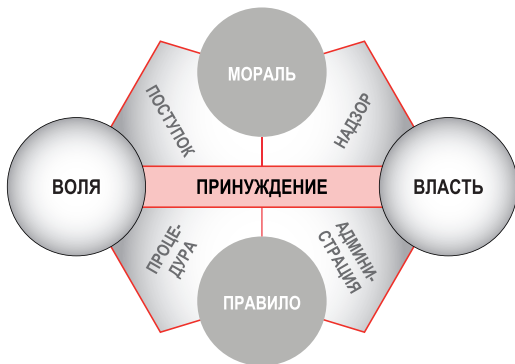 МОРАЛЬ
ПОСТУПОК
НАДЗОР
ВОЛЯ
ПРИНУЖДЕНИЕ
ВЛАСТЬ
ПРОЦЕ-
ДУРА
АДМИНИ-
СТРАЦИЯ
ПРАВИЛО